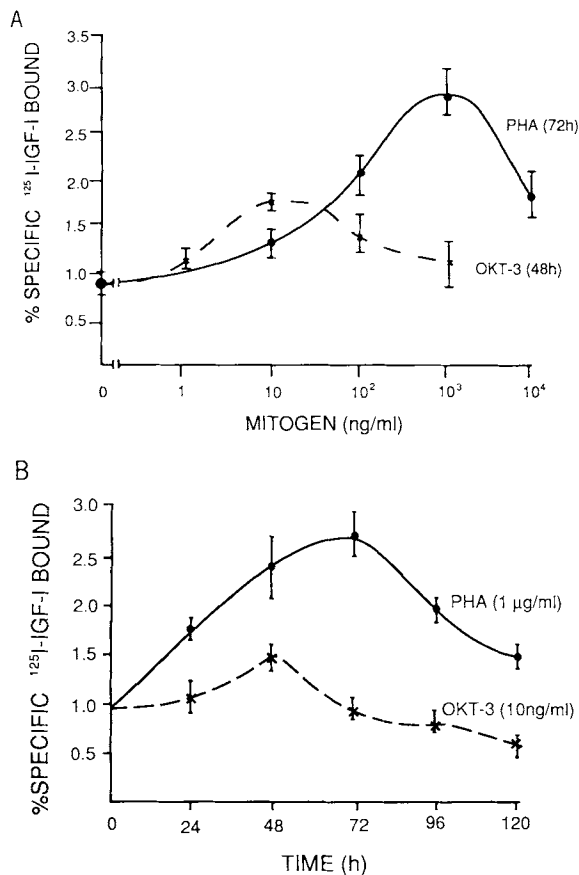 A
3.5
3.0
2.5
2.0
1.5
1.0
0.5
% SPECIFIC ¹²⁵I-IGF-I BOUND
PHA (72h)
OKT-3 (48h)
0 1 10 10² 10³ 10⁴
MITOGEN (ng/ml)
B
3.0
2.5
2.0
1.5
1.0
0.5
%SPECIFIC ¹²⁵I-IGF-I BOUND
PHA (1 µg/ml)
OKT-3 (10ng/ml)
0 24 48 72 96 120
TIME (h)